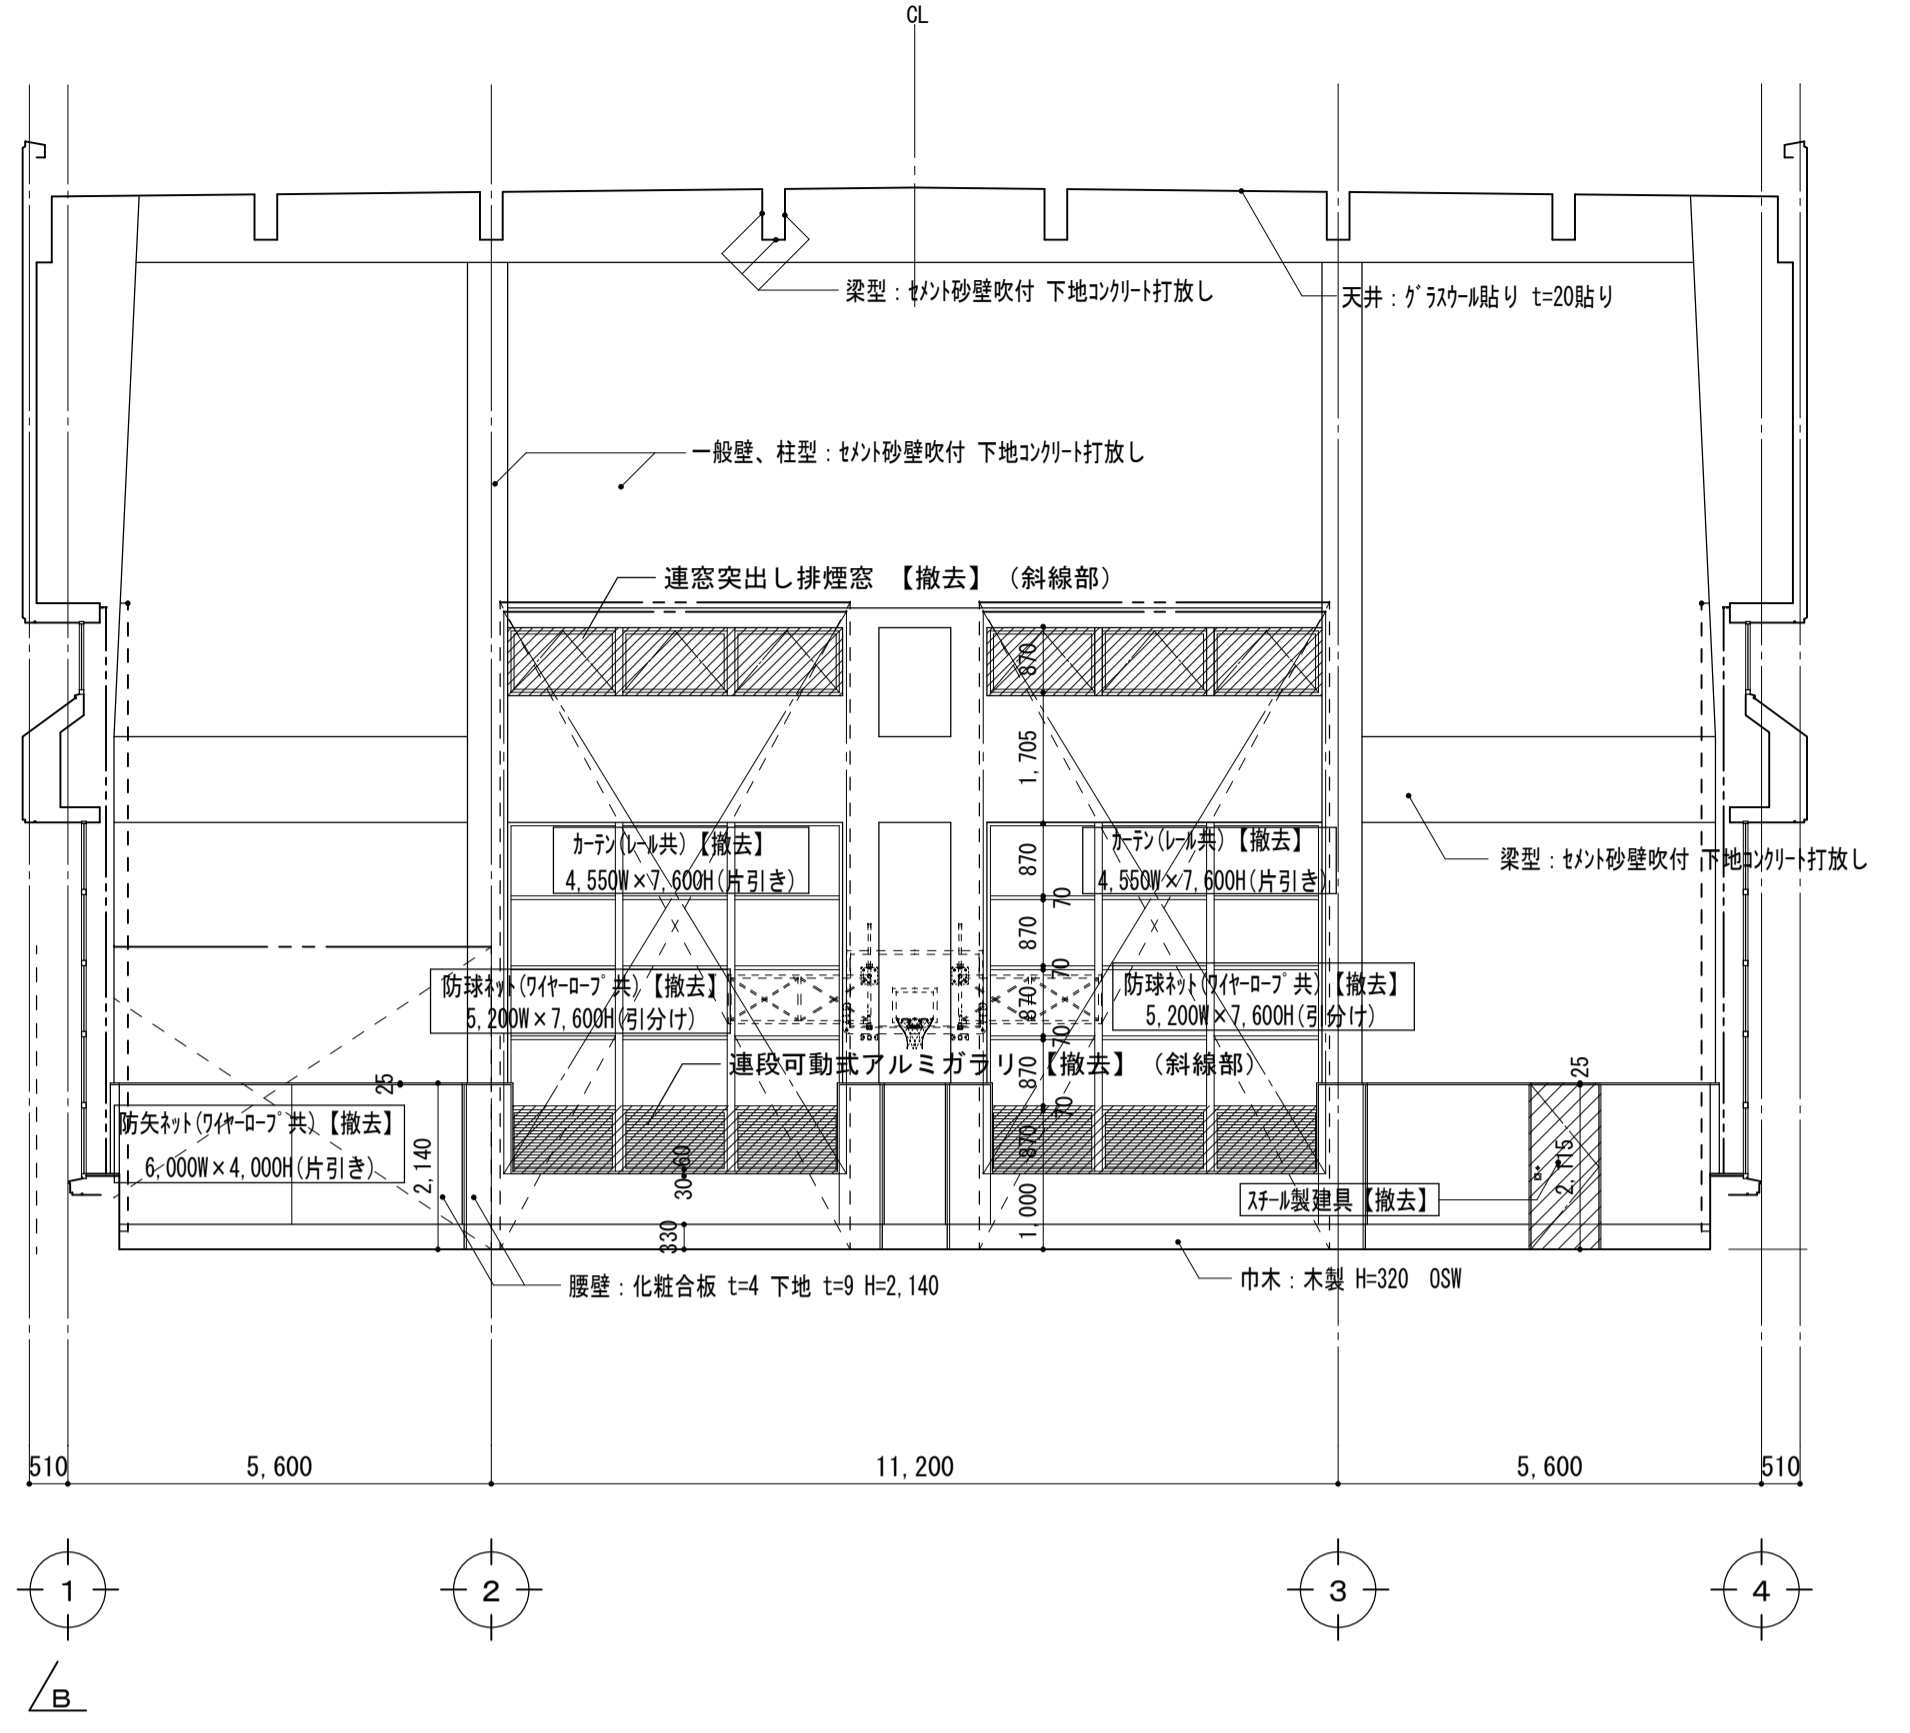 CL
梁型：ｾﾒﾝﾄ砂壁吹付 下地ｺﾝｸﾘｰﾄ打放し
天井：ｸﾞﾗｽｳｰﾙ貼り t=20貼り
一般壁、柱型：ｾﾒﾝﾄ砂壁吹付 下地ｺﾝｸﾘｰﾄ打放し
連窓突出し排煙窓 【撤去】（斜線部）
870
1,705
ｶｰﾃﾝ(ﾚｰﾙ共)【撤去】
4,550W×7,600H(片引き)
870
ｶｰﾃﾝ(ﾚｰﾙ共)【撤去】
4,550W×7,600H(片引き)
梁型：ｾﾒﾝﾄ砂壁吹付 下地ｺﾝｸﾘｰﾄ打放し
70
870
70
防球ﾈｯﾄ(ﾜｲﾔｰﾛｰﾌﾟ共)【撤去】
5,200W×7,600H(引分け)
870
防球ﾈｯﾄ(ﾜｲﾔｰﾛｰﾌﾟ共)【撤去】
5,200W×7,600H(引分け)
70
連段可動式アルミガラリ 【撤去】（斜線部）
870
70
25
25
防矢ﾈｯﾄ(ﾜｲﾔｰﾛｰﾌﾟ共)【撤去】
6,000W×4,000H(片引き)
2,140
60
30
870
1,000
330
2,115
ｽﾁｰﾙ製建具【撤去】
腰壁：化粧合板 t=4 下地 t=9 H=2,140
巾木：木製 H=320 OSW
510
5,600
11,200
5,600
510
1
2
3
4
B